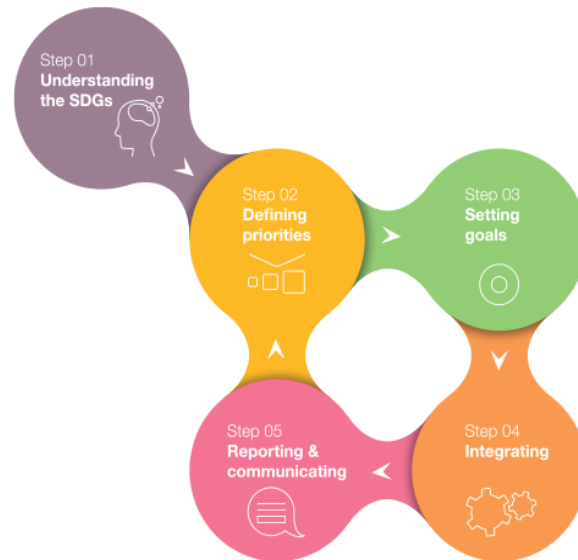 Step 01
Understanding
the SDGs
Step 02
Defining
priorities
Step 03
Setting
goals
Step 04
Integrating
Step 05
Reporting &
communicating